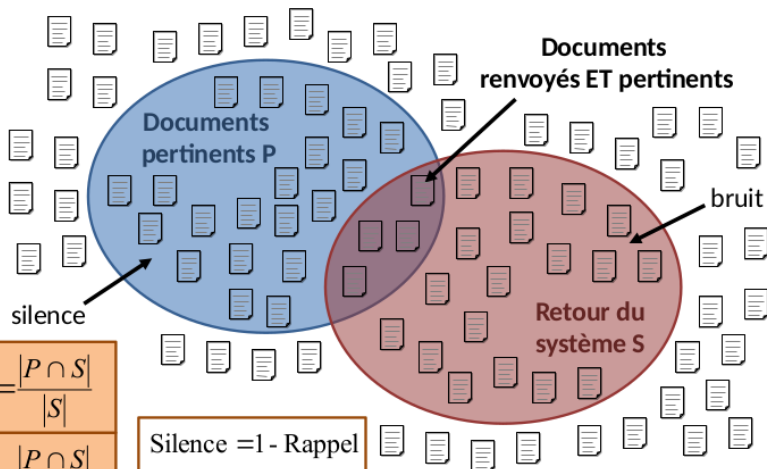 Documents
renvoyés ET pertinents
Documents
pertinents P
bruit
silence
Retour du
système S
=|P ∩ S|
|S|
|P ∩ S|
Silence =1 - Rappel